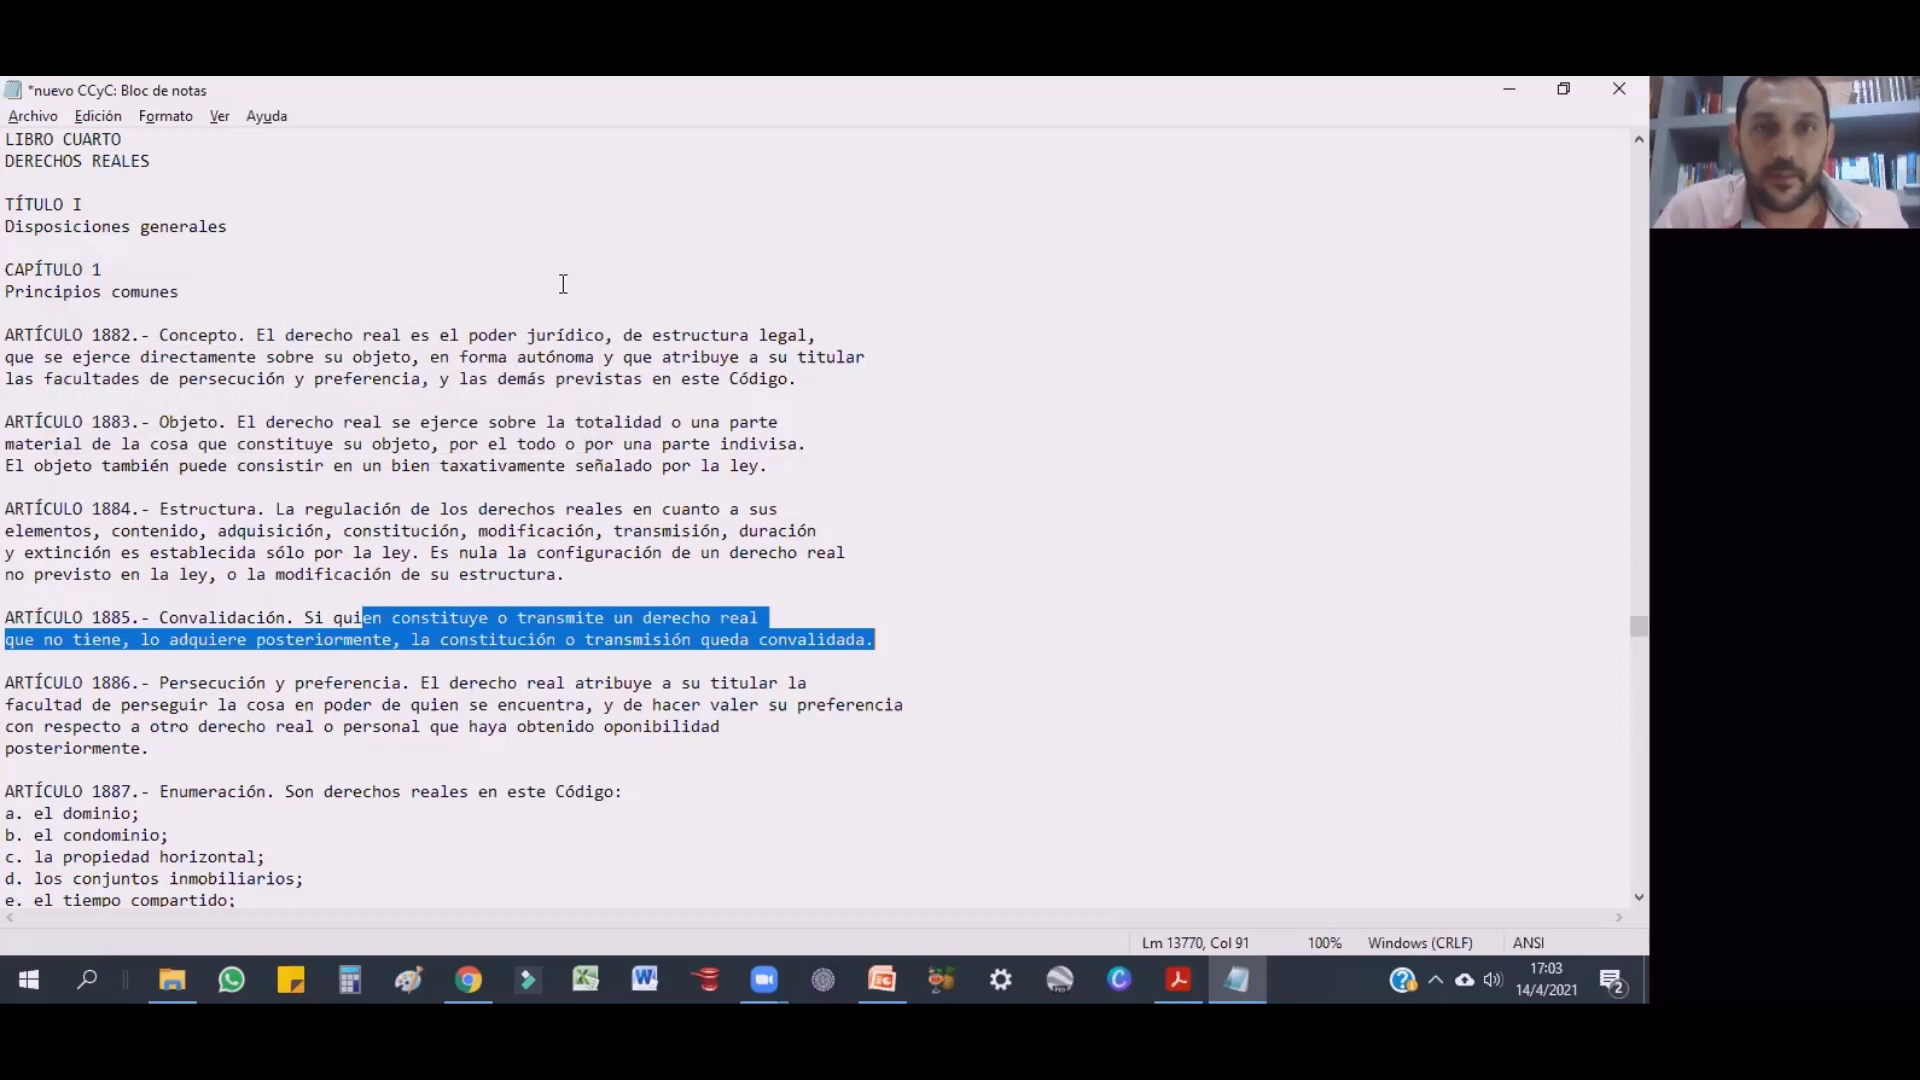 *nuevo CCyC: Bloc de notas
Archivo Edición Formato Ver Ayuda
LIBRO CUARTO
DERECHOS REALES
TÍTULO I
Disposiciones generales
CAPÍTULO 1
Principios comunes
ARTÍCULO 1882.- Concepto. El derecho real es el poder jurídico, de estructura legal,
que se ejerce directamente sobre su objeto, en forma autónoma y que atribuye a su titular
las facultades de persecución y preferencia, y las demás previstas en este Código.
ARTÍCULO 1883.- Objeto. El derecho real se ejerce sobre la totalidad o una parte
material de la cosa que constituye su objeto, por el todo o por una parte indivisa.
El objeto también puede consistir en un bien taxativamente señalado por la ley.
ARTÍCULO 1884.- Estructura. La regulación de los derechos reales en cuanto a sus
elementos, contenido, adquisición, constitución, modificación, transmisión, duración
y extinción es establecida sólo por la ley. Es nula la configuración de un derecho real
no previsto en la ley, o la modificación de su estructura.
ARTÍCULO 1885.- Convalidación. Si quien constituye o transmite un derecho real
que no tiene, lo adquiere posteriormente, la constitución o transmisión queda convalidada.
ARTÍCULO 1886.- Persecución y preferencia. El derecho real atribuye a su titular la
facultad de perseguir la cosa en poder de quien se encuentra, y de hacer valer su preferencia
con respecto a otro derecho real o personal que haya obtenido oponibilidad
posteriormente.
ARTÍCULO 1887.- Enumeración. Son derechos reales en este Código:
a. el dominio;
b. el condominio;
c. la propiedad horizontal;
d. los conjuntos inmobiliarios;
e. el tiempo compartido;
Lm 13770, Col 91 100% Windows (CRLF) ANSI
17:03
14/4/2021
2